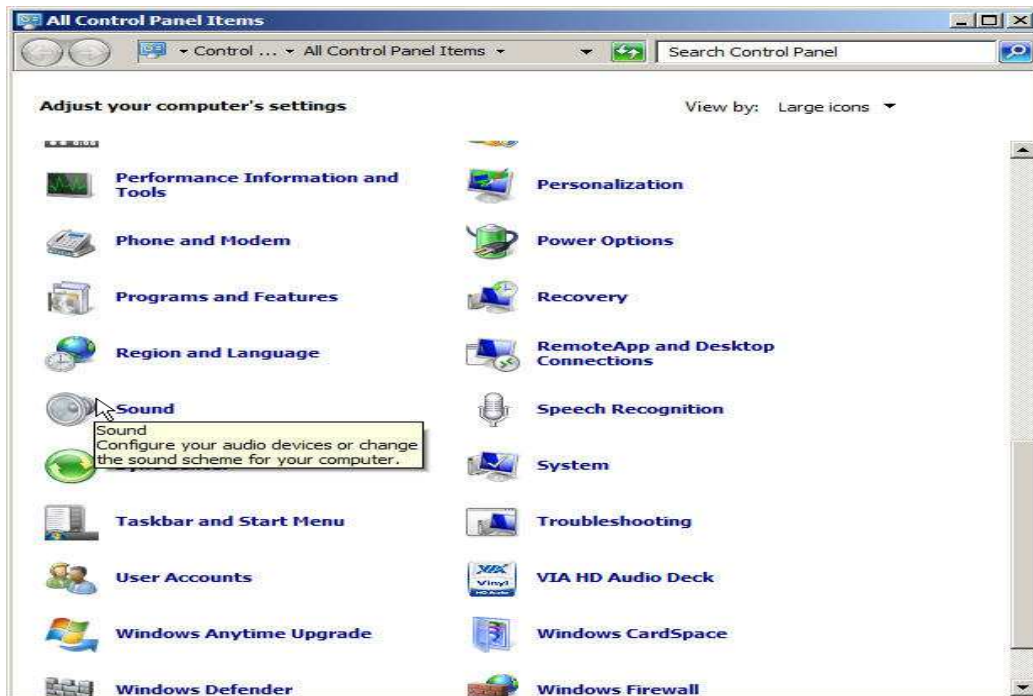 All Control Panel Items
Control ... All Control Panel Items
Search Control Panel
Adjust your computer's settings
View by: Large icons
Performance Information and
Tools
Personalization
Phone and Modem
Power Options
Programs and Features
Recovery
Region and Language
RemoteApp and Desktop
Connections
Sound
Speech Recognition
Sound
Configure your audio devices or change
the sound scheme for your computer.
System
Taskbar and Start Menu
Troubleshooting
User Accounts
VIA
Vinyl
HD Audio
VIA HD Audio Deck
Windows Anytime Upgrade
Windows CardSpace
Windows Defender
Windows Firewall